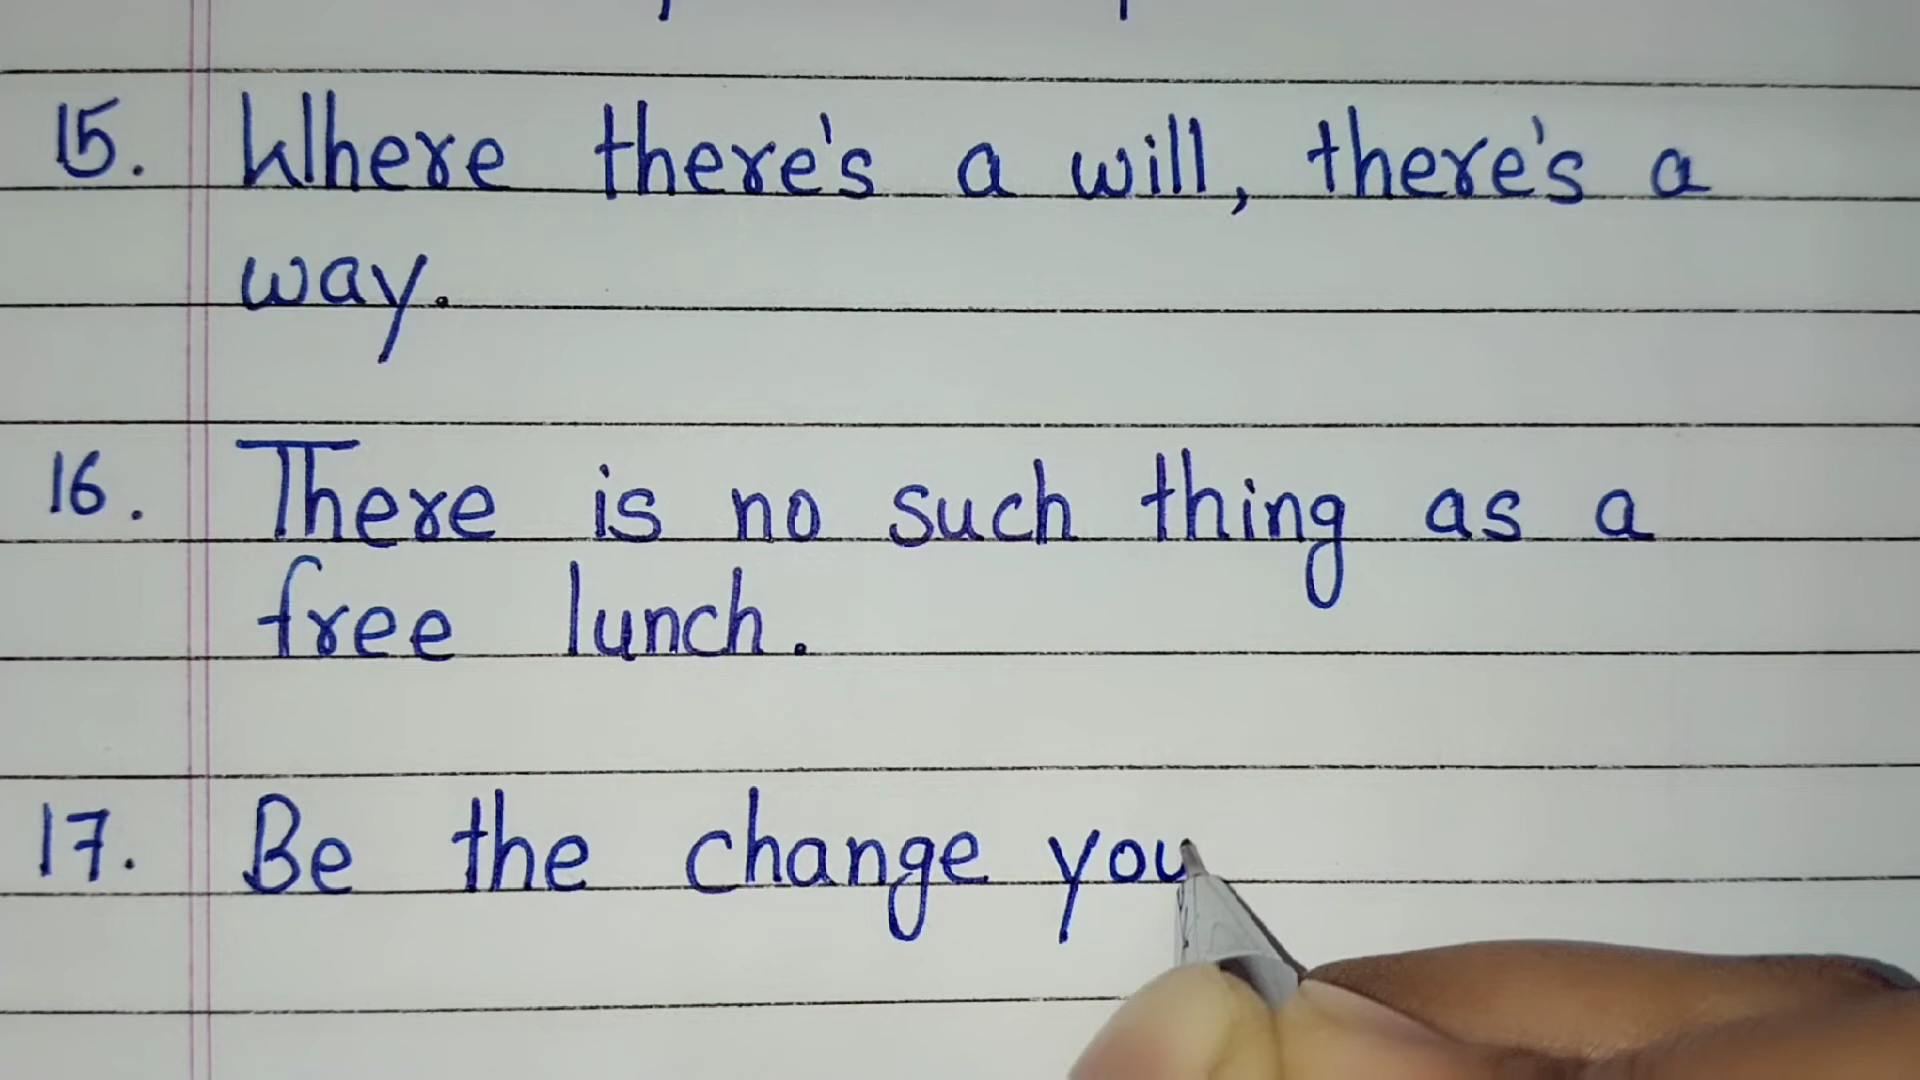 15. Where there's a will, there's a
way.
16. There is no such thing as a
free lunch.
17. Be the change you